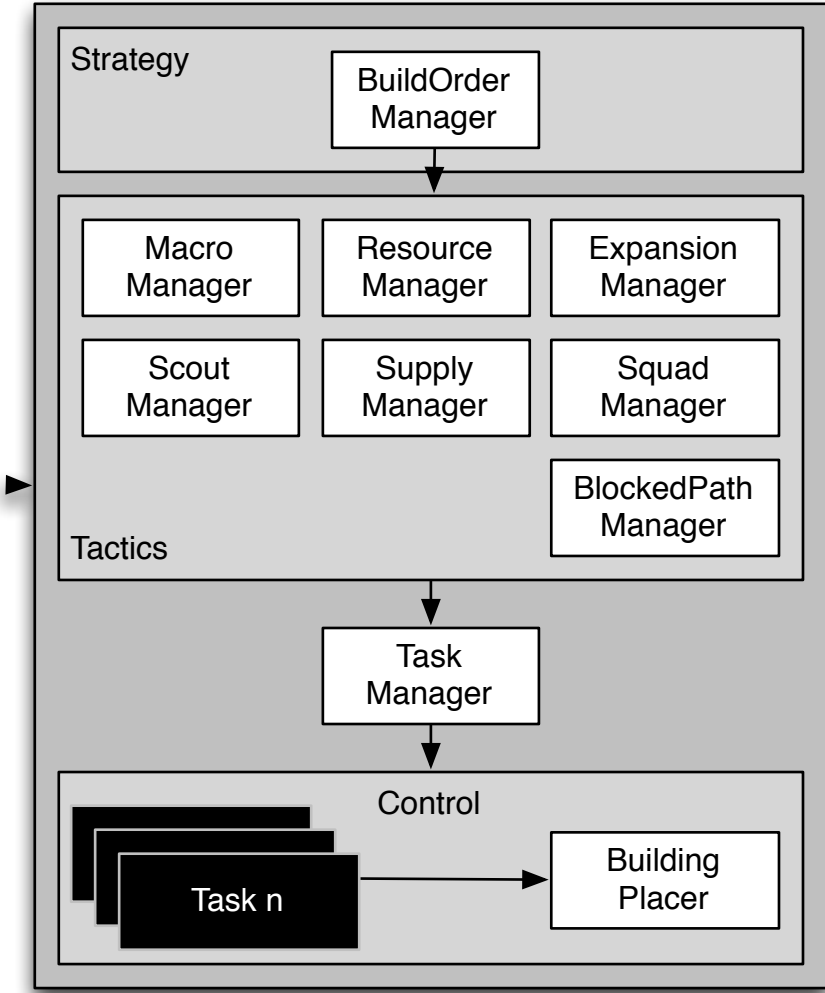 Strategy
BuildOrder
Manager
Macro
Manager
Resource
Manager
Expansion
Manager
Scout
Manager
Supply
Manager
Squad
Manager
BlockedPath
Manager
Tactics
Task
Manager
Control
Task n
Building
Placer